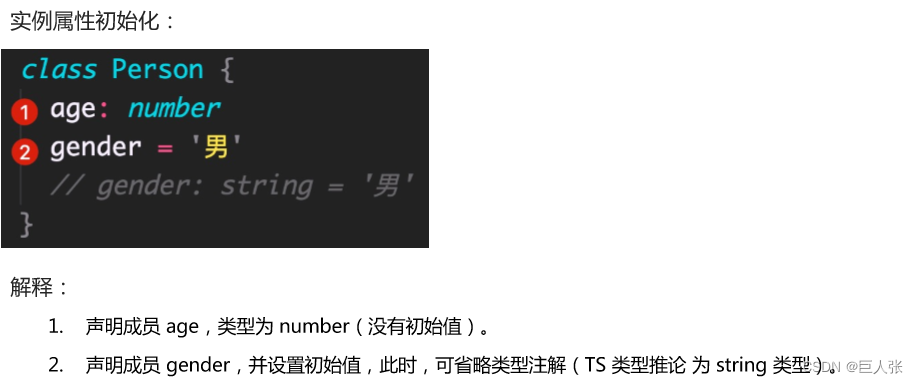 实例属性初始化：
class Person {
1 age: number
2 gender = '男'
// gender: string = '男'
}
解释：
1. 声明成员 age，类型为 number（没有初始值）。
2. 声明成员 gender，并设置初始值，此时，可省略类型注解（TS 类型推论 为 string 类型）。
CSDN @巨人张